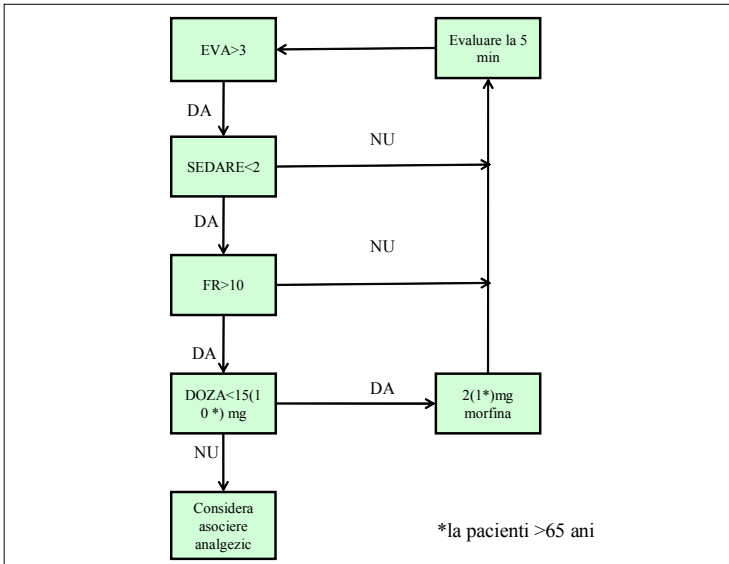 EVA>3
Evaluare la 5
min
DA
NU
SEDARE<2
DA
NU
FR>10
DA
DOZA<15(1
0 *) mg
DA
2(1*)mg
morfina
NU
Considera
asociere
analgezic
*la pacienti >65 ani